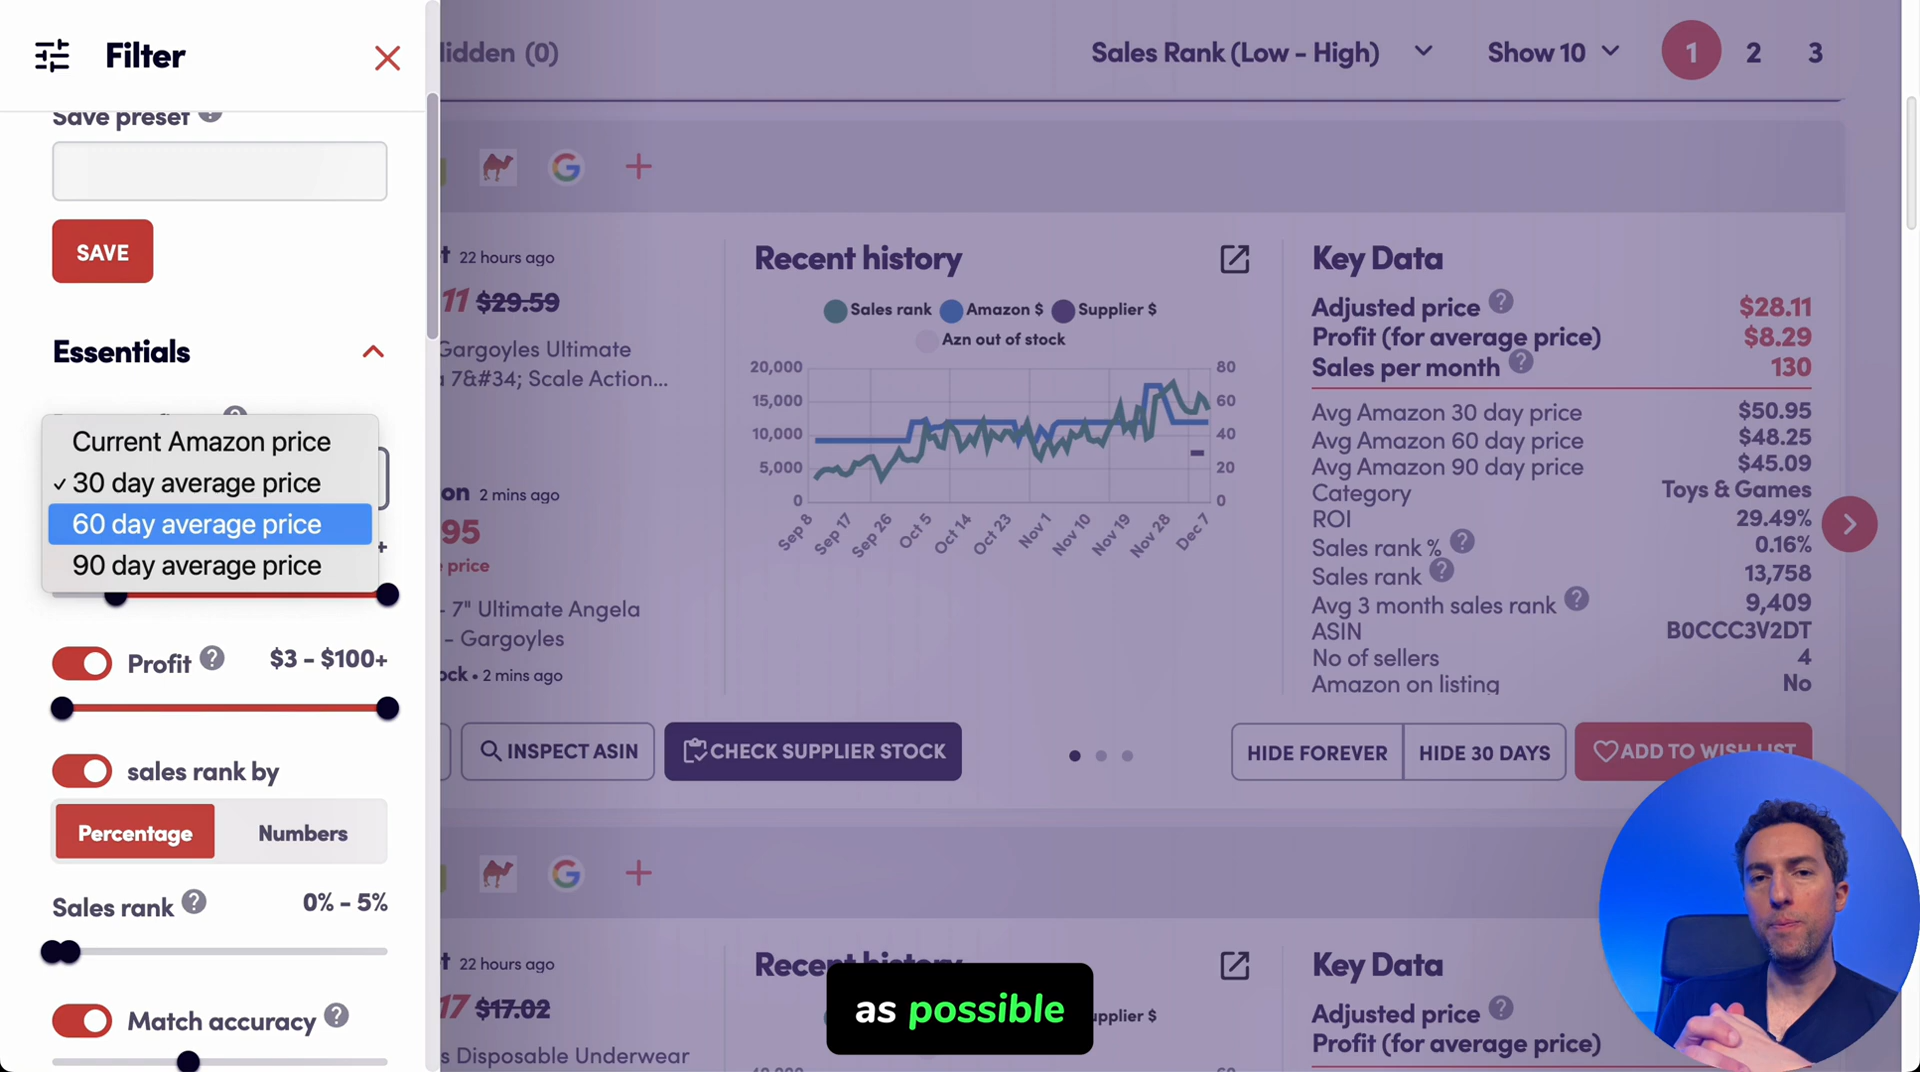 Filter
Save preset
SAVE
Essentials
Current Amazon price
✓ 30 day average price
60 day average price
90 day average price
Profit $3 - $100+
sales rank by
Percentage Numbers
Sales rank 0% - 5%
Match accuracy
(0)
Sales Rank (Low - High)
Show 10
1 2 3
22 hours ago
11 $29.59
Gargoyles Ultimate
7&#34; Scale Action...
2 mins ago
95
price
- 7" Ultimate Angela
- Gargoyles
• 2 mins ago
Recent history
Sales rank Amazon $ Supplier $
Azn out of stock
20,000
15,000
10,000
5,000
0
80
60
40
20
0
Sep 8 Sep 17 Sep 26 Oct 5 Oct 14 Oct 23 Nov 1 Nov 10 Nov 19 Nov 28 Dec 7
Key Data
Adjusted price $28.11
Profit (for average price) $8.29
Sales per month 130
Avg Amazon 30 day price $50.95
Avg Amazon 60 day price $48.25
Avg Amazon 90 day price $45.09
Category Toys & Games
ROI 29.49%
Sales rank % 0.16%
Sales rank 13,758
Avg 3 month sales rank 9,409
ASIN B0CCC3V2DT
No of sellers 4
Amazon on listing No
INSPECT ASIN
CHECK SUPPLIER STOCK
HIDE FOREVER
HIDE 30 DAYS
ADD TO WISH LIST
22 hours ago
17 $17.02
Disposable Underwear
Recent history
Key Data
Adjusted price
Profit (for average price)
as possible